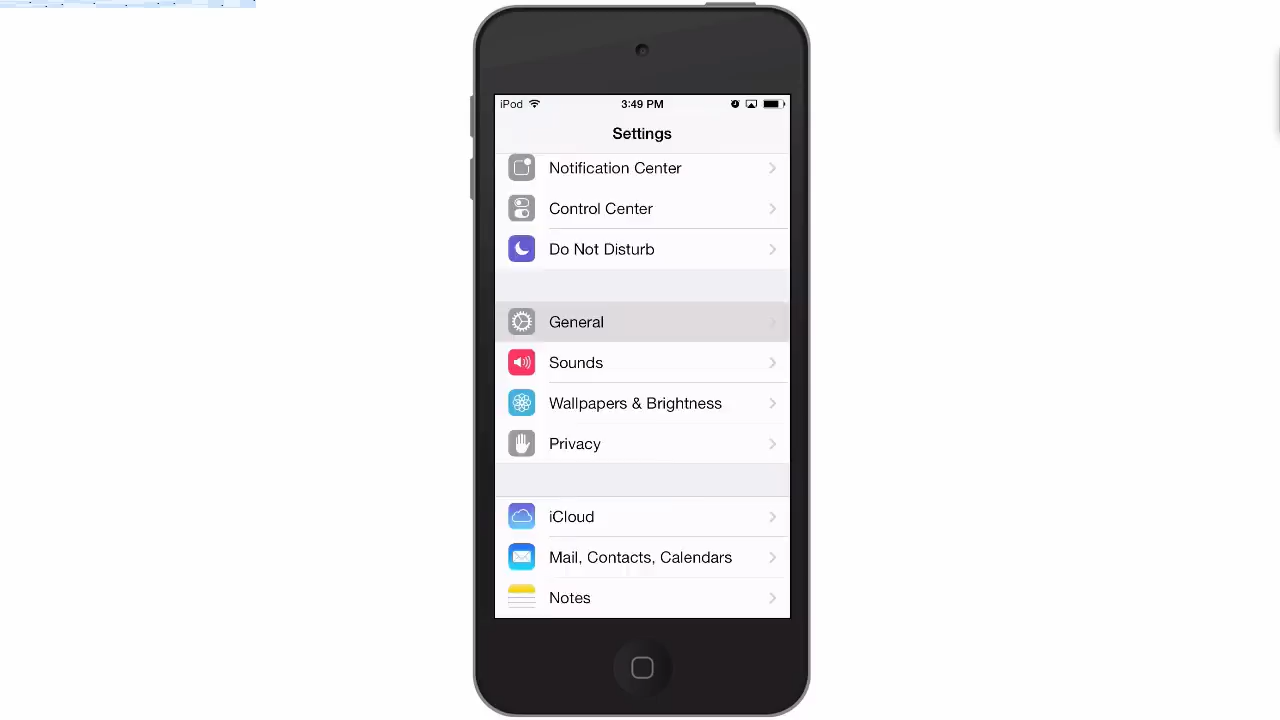 iPod 3:49 PM
Settings
Notification Center
Control Center
Do Not Disturb
General
Sounds
Wallpapers & Brightness
Privacy
iCloud
Mail, Contacts, Calendars
Notes